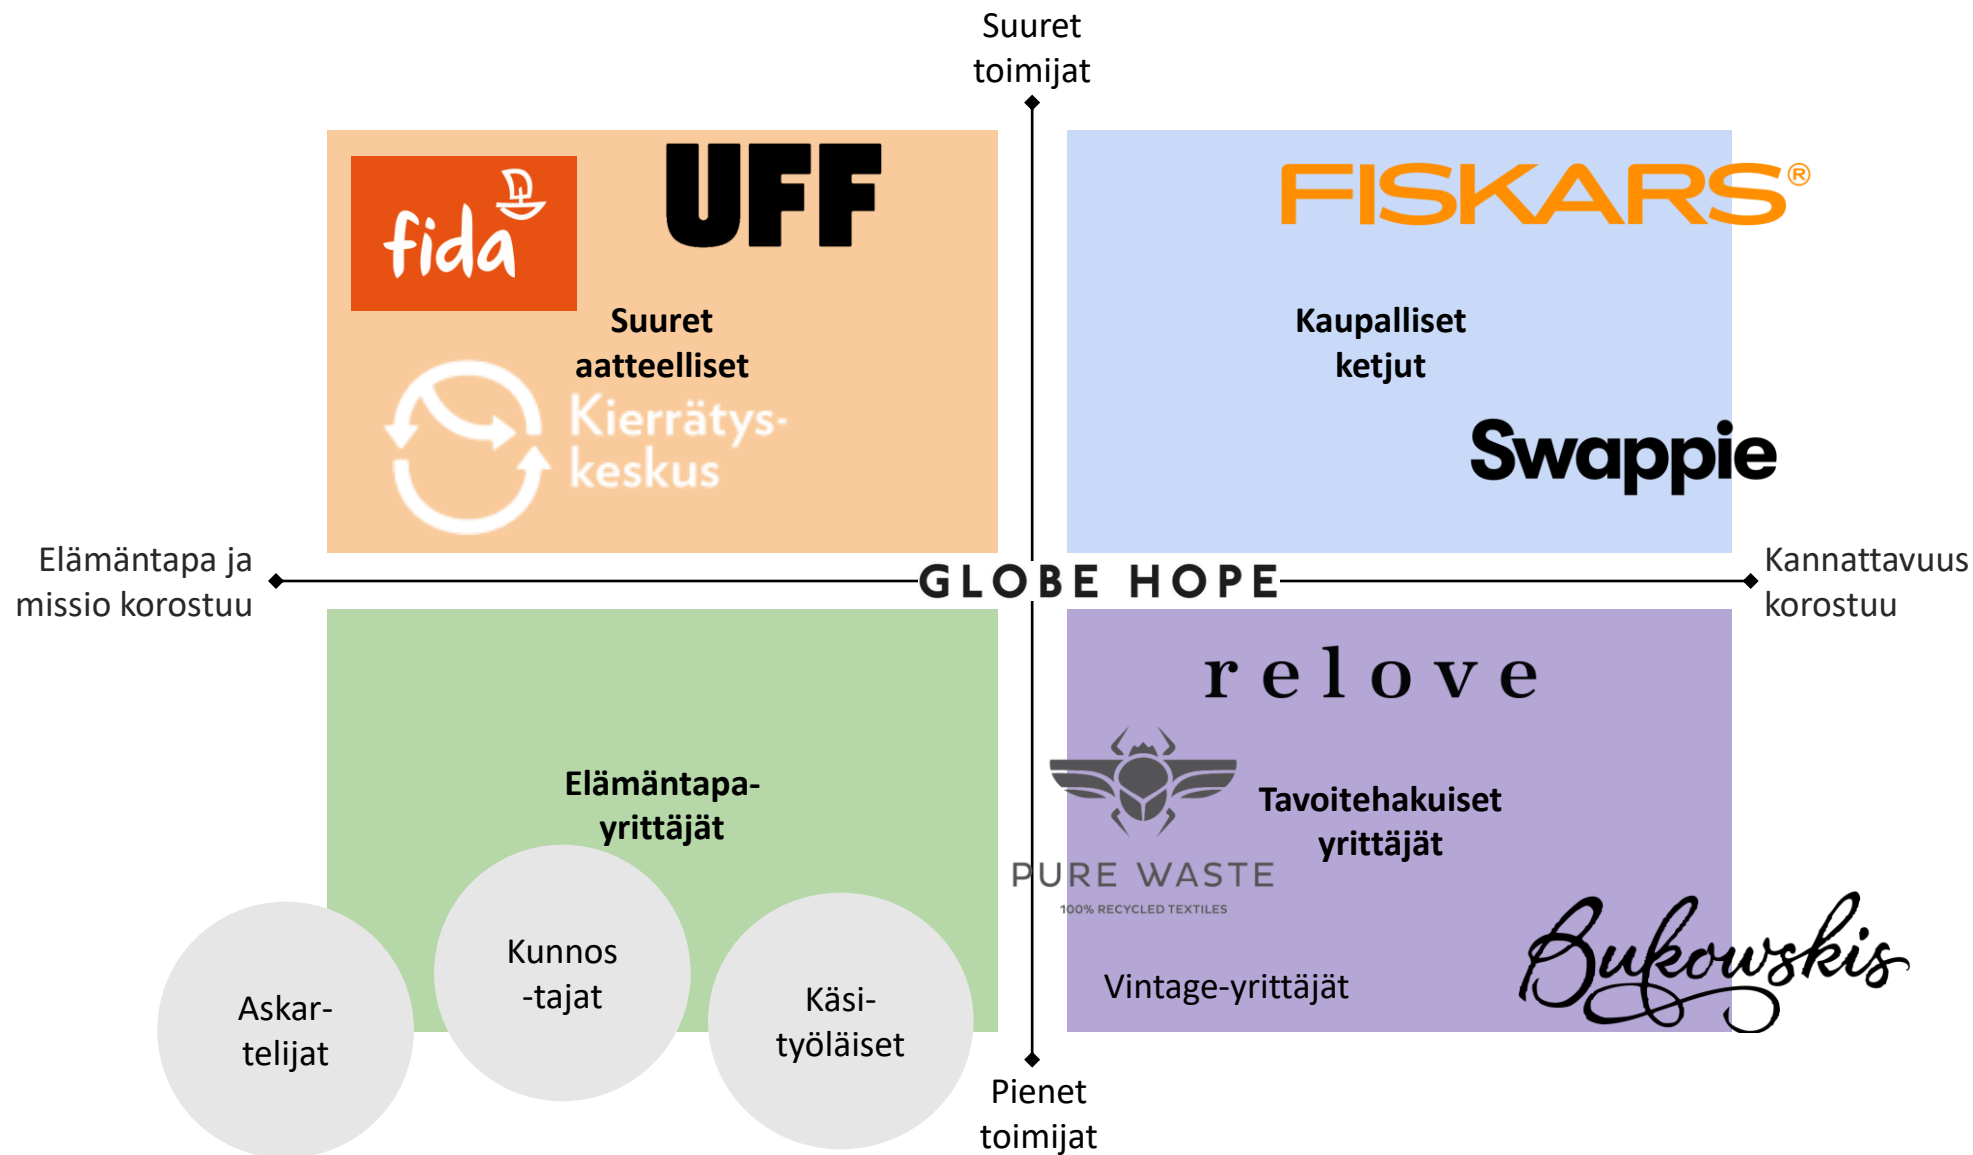 Suuret
toimijat
fida
UFF
Suuret
aatteelliset
Kierrätys-
keskus
FISKARS®
Kaupalliset
ketjut
Swappie
Elämäntapa ja
missio korostuu
GLOBE HOPE
Kannattavuus
korostuu
Elämäntapa-
yrittäjät
Askar-
telijat
Kunnos
-tajat
Käsi-
työläiset
relove
PURE WASTE
100% RECYCLED TEXTILES
Tavoitehakuiset
yrittäjät
Vintage-yrittäjät
Bukowskis
Pienet
toimijat